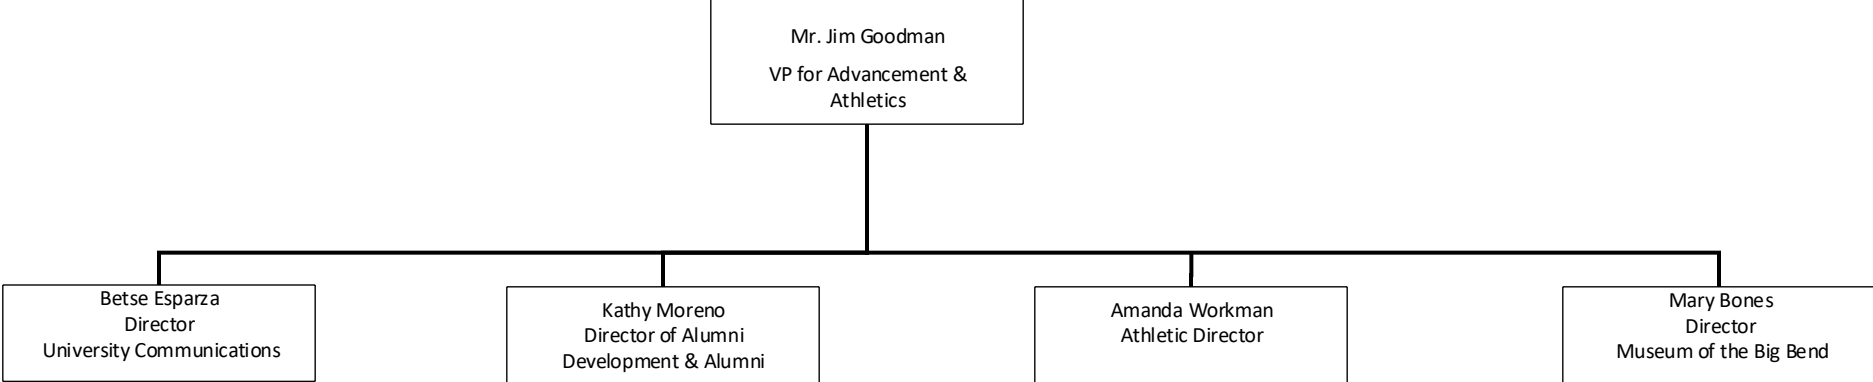 Mr. Jim Goodman
VP for Advancement &
Athletics
Betse Esparza
Director
University Communications
Kathy Moreno
Director of Alumni
Development & Alumni
Amanda Workman
Athletic Director
Mary Bones
Director
Museum of the Big Bend